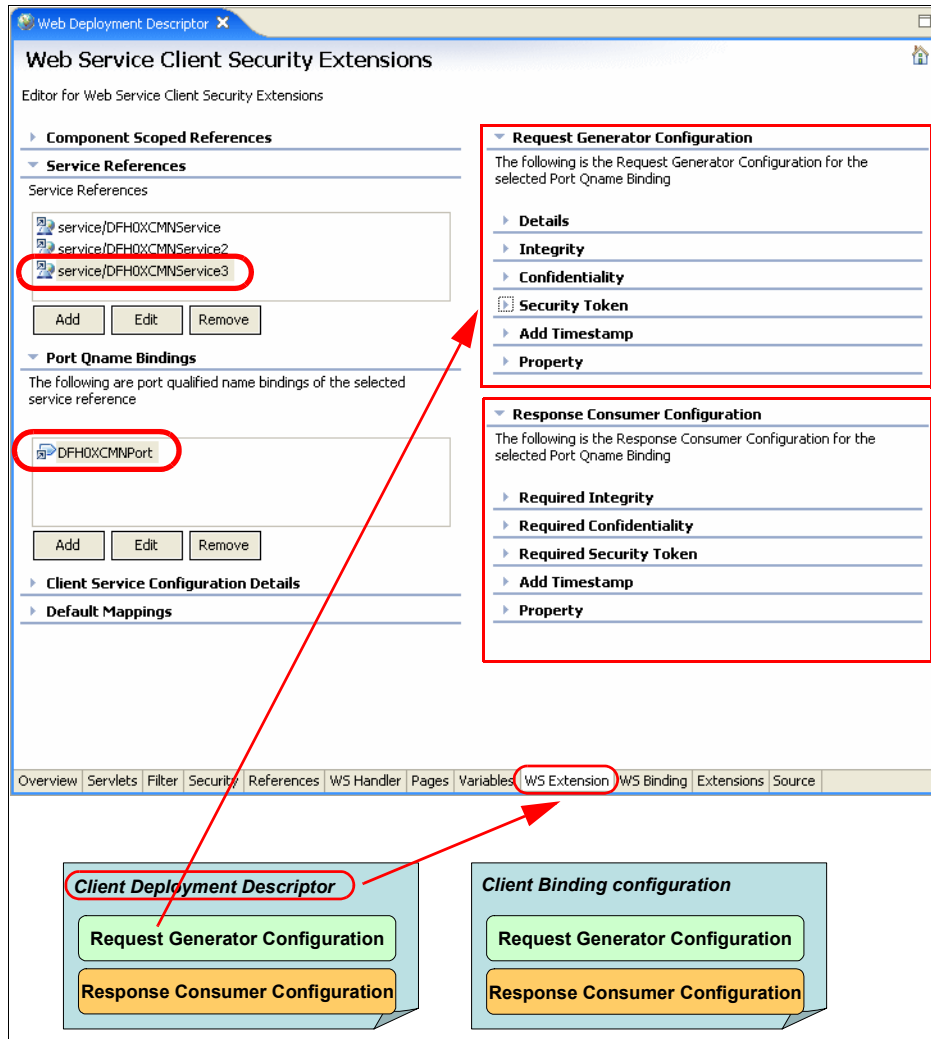 Web Deployment Descriptor
Web Service Client Security Extensions
Editor for Web Service Client Security Extensions
Component Scoped References
Service References
Service References
service/DFH0XCMNService
service/DFH0XCMNService2
service/DFH0XCMNService3
Add Edit Remove
Port Qname Bindings
The following are port qualified name bindings of the selected
service reference
DFH0XCMNPort
Add Edit Remove
Client Service Configuration Details
Default Mappings
Request Generator Configuration
The following is the Request Generator Configuration for the
selected Port Qname Binding
Details
Integrity
Confidentiality
Security Token
Add Timestamp
Property
Response Consumer Configuration
The following is the Response Consumer Configuration for the
selected Port Qname Binding
Required Integrity
Required Confidentiality
Required Security Token
Add Timestamp
Property
Overview Servlets Filter Security References WS Handler Pages Variables WS Extension WS Binding Extensions Source
Client Deployment Descriptor
Request Generator Configuration
Response Consumer Configuration
Client Binding configuration
Request Generator Configuration
Response Consumer Configuration